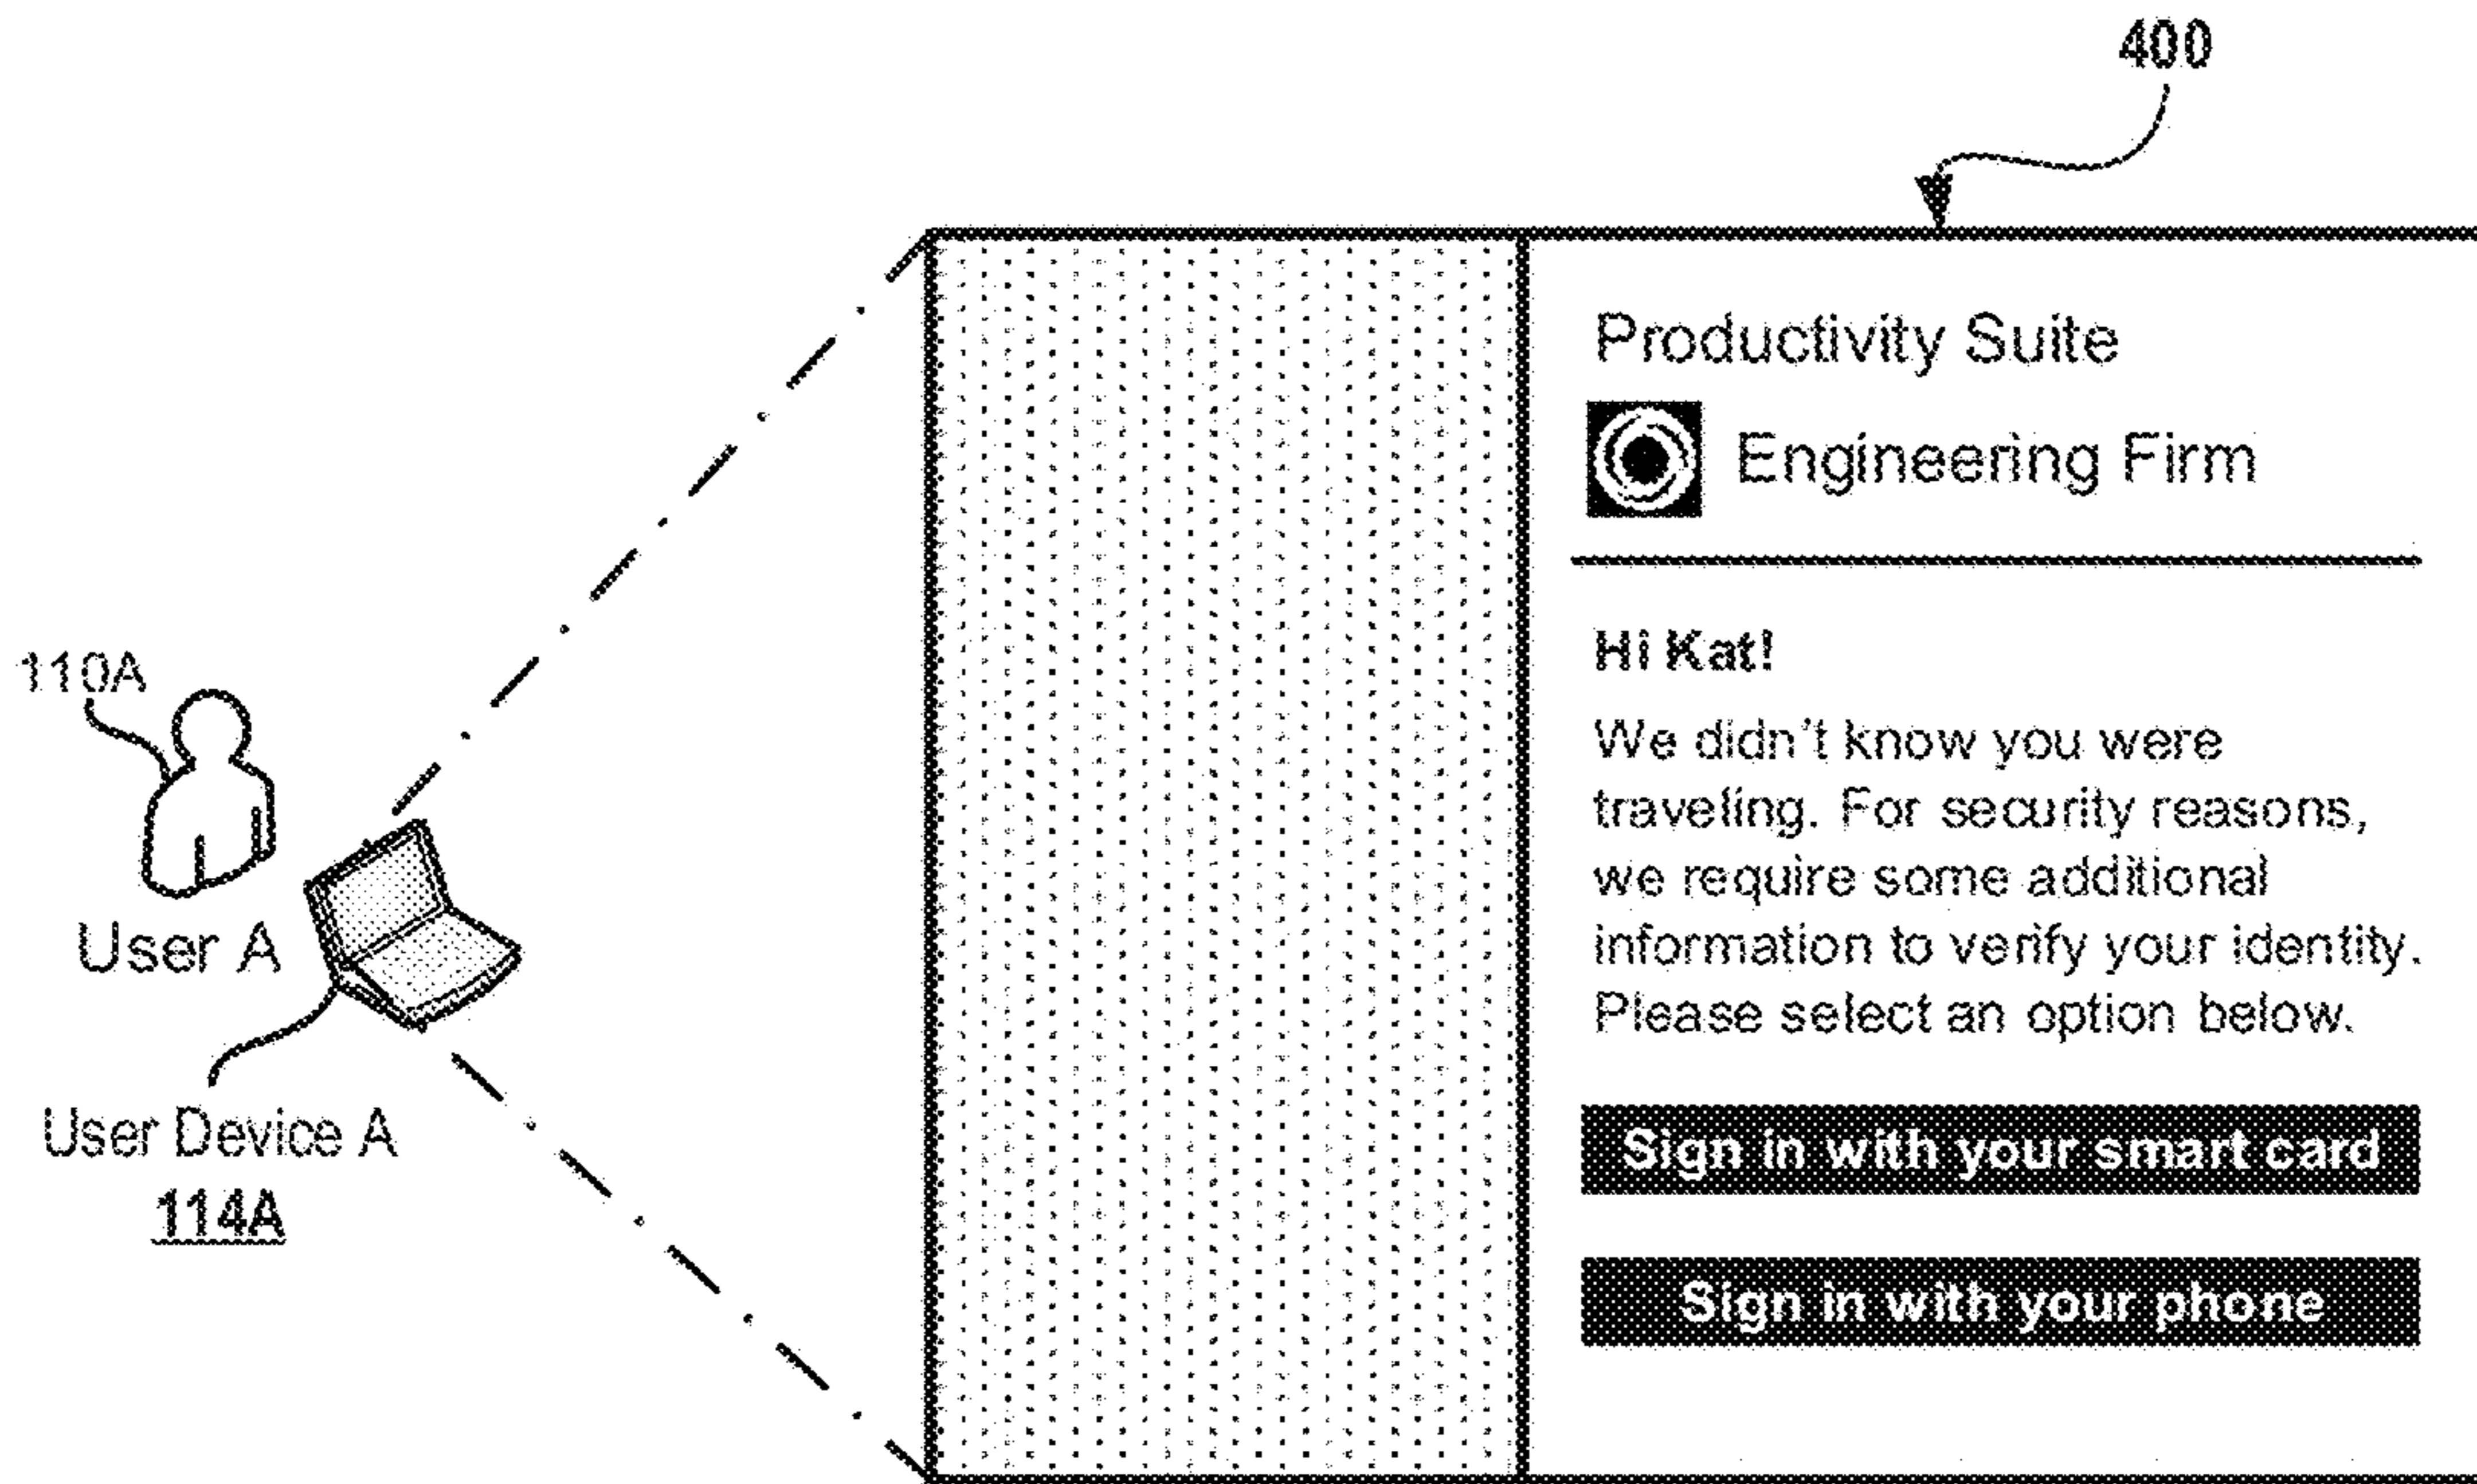 400
Productivity Suite
Engineering Firm
Hi Kat!
We didn't know you were
traveling. For security reasons,
we require some additional
information to verify your identity.
Please select an option below.
Sign in with your smart card
Sign in with your phone
110A
User A
User Device A
114A